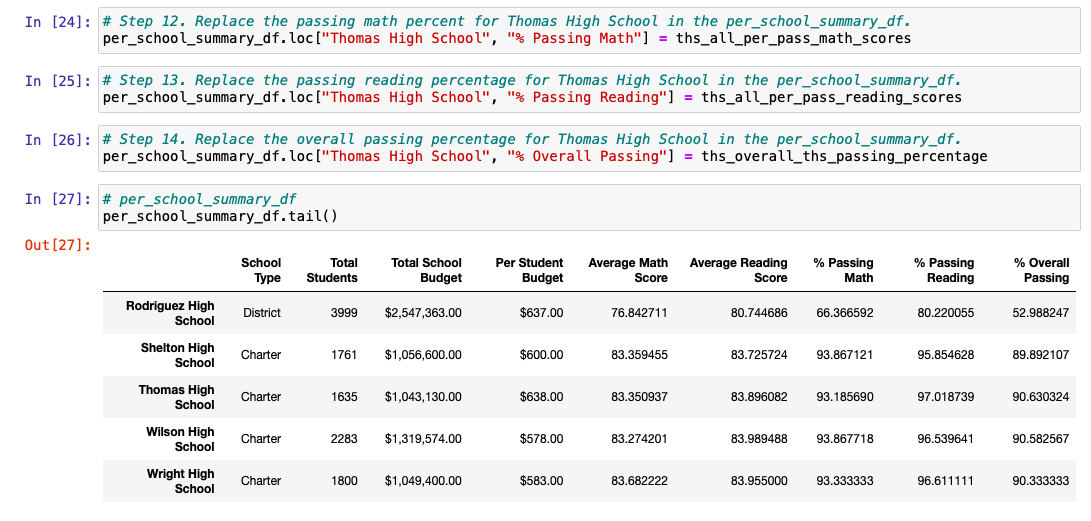 In [24]: # Step 12. Replace the passing math percent for Thomas High School in the per_school_summary_df.
per_school_summary_df.loc["Thomas High School", "% Passing Math"] = ths_all_per_pass_math_scores
In [25]: # Step 13. Replace the passing reading percentage for Thomas High School in the per_school_summary_df.
per_school_summary_df.loc["Thomas High School", "% Passing Reading"] = ths_all_per_pass_reading_scores
In [26]: # Step 14. Replace the overall passing percentage for Thomas High School in the per_school_summary_df.
per_school_summary_df.loc["Thomas High School", "% Overall Passing"] = ths_overall_ths_passing_percentage
In [27]: # per_school_summary_df
per_school_summary_df.tail()
Out[27]:
School Total Total School Per Student Average Math Average Reading % Passing % Passing % Overall
Type Students Budget Budget Score Score Math Reading Passing
Rodriguez High
School District 3999 $2,547,363.00 $637.00 76.842711 80.744686 66.366592 80.220055 52.988247
Shelton High
School Charter 1761 $1,056,600.00 $600.00 83.359455 83.725724 93.867121 95.854628 89.892107
Thomas High
School Charter 1635 $1,043,130.00 $638.00 83.350937 83.896082 93.185690 97.018739 90.630324
Wilson High
School Charter 2283 $1,319,574.00 $578.00 83.274201 83.989488 93.867718 96.539641 90.582567
Wright High
School Charter 1800 $1,049,400.00 $583.00 83.682222 83.955000 93.333333 96.611111 90.333333